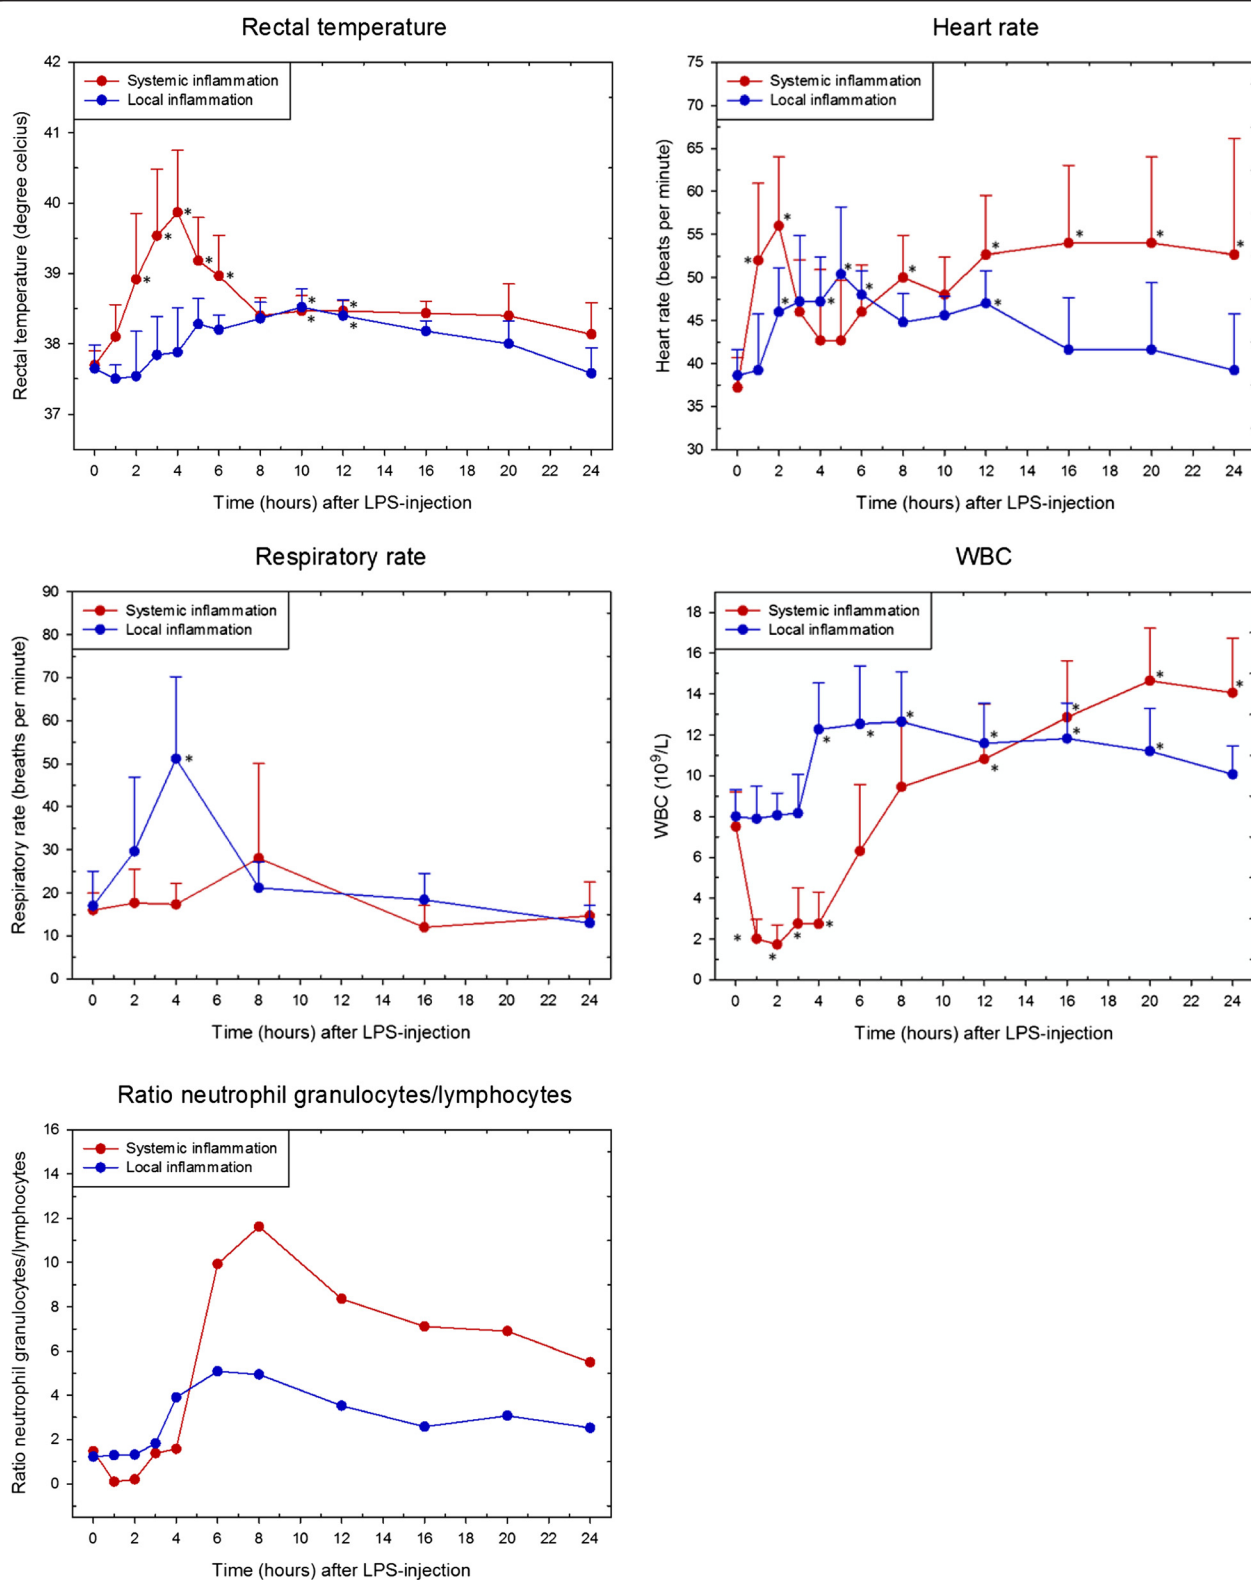 Rectal temperature
Systemic inflammation
Local inflammation
Rectal temperature (degree celcius)
42
41
40
39
38
37
* * * * * * * * *
0 2 4 6 8 10 12 14 16 18 20 22 24
Time (hours) after LPS-injection
Heart rate
Systemic inflammation
Local inflammation
Heart rate (beats per minute)
75
70
65
60
55
50
45
40
35
30
* * * * * * * * * * * *
0 2 4 6 8 10 12 14 16 18 20 22 24
Time (hours) after LPS-injection
Respiratory rate
Systemic inflammation
Local inflammation
Respiratory rate (breaths per minute)
90
80
70
60
50
40
30
20
10
0
*
0 2 4 6 8 10 12 14 16 18 20 22 24
Time (hours) after LPS-injection
WBC
Systemic inflammation
Local inflammation
WBC (10⁹/L)
18
16
14
12
10
8
6
4
2
0
* * * * * * * * * * * * * *
0 2 4 6 8 10 12 14 16 18 20 22 24
Time (hours) after LPS-injection
Ratio neutrophil granulocytes/lymphocytes
Systemic inflammation
Local inflammation
Ratio neutrophil granulocytes/lymphocytes
16
14
12
10
8
6
4
2
0
0 2 4 6 8 10 12 14 16 18 20 22 24
Time (hours) after LPS-injection